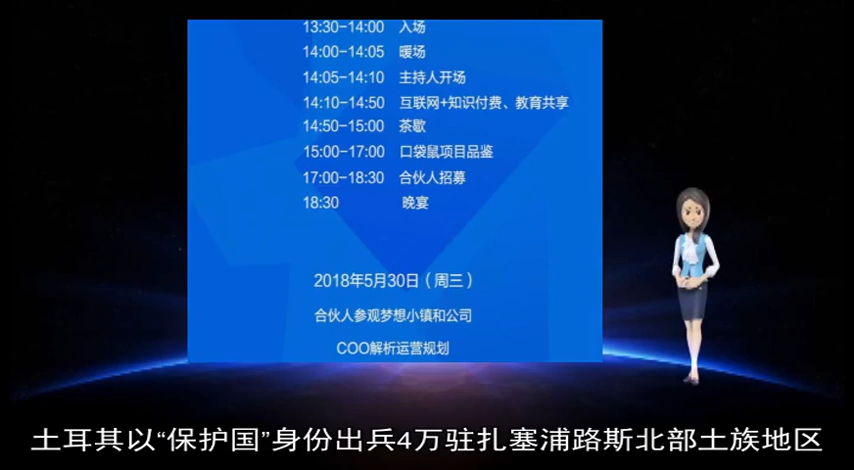 13:30-14:00 入场
14:00-14:05 暖场
14:05-14:10 主持人开场
14:10-14:50 互联网+知识付费、教育共享
14:50-15:00 茶歇
15:00-17:00 口袋鼠项目品鉴
17:00-18:30 合伙人招募
18:30 晚宴
2018年5月30日（周三）
合伙人参观梦想小镇和公司
COO解析运营规划
土耳其以“保护国”身份出兵4万驻扎塞浦路斯北部土族地区